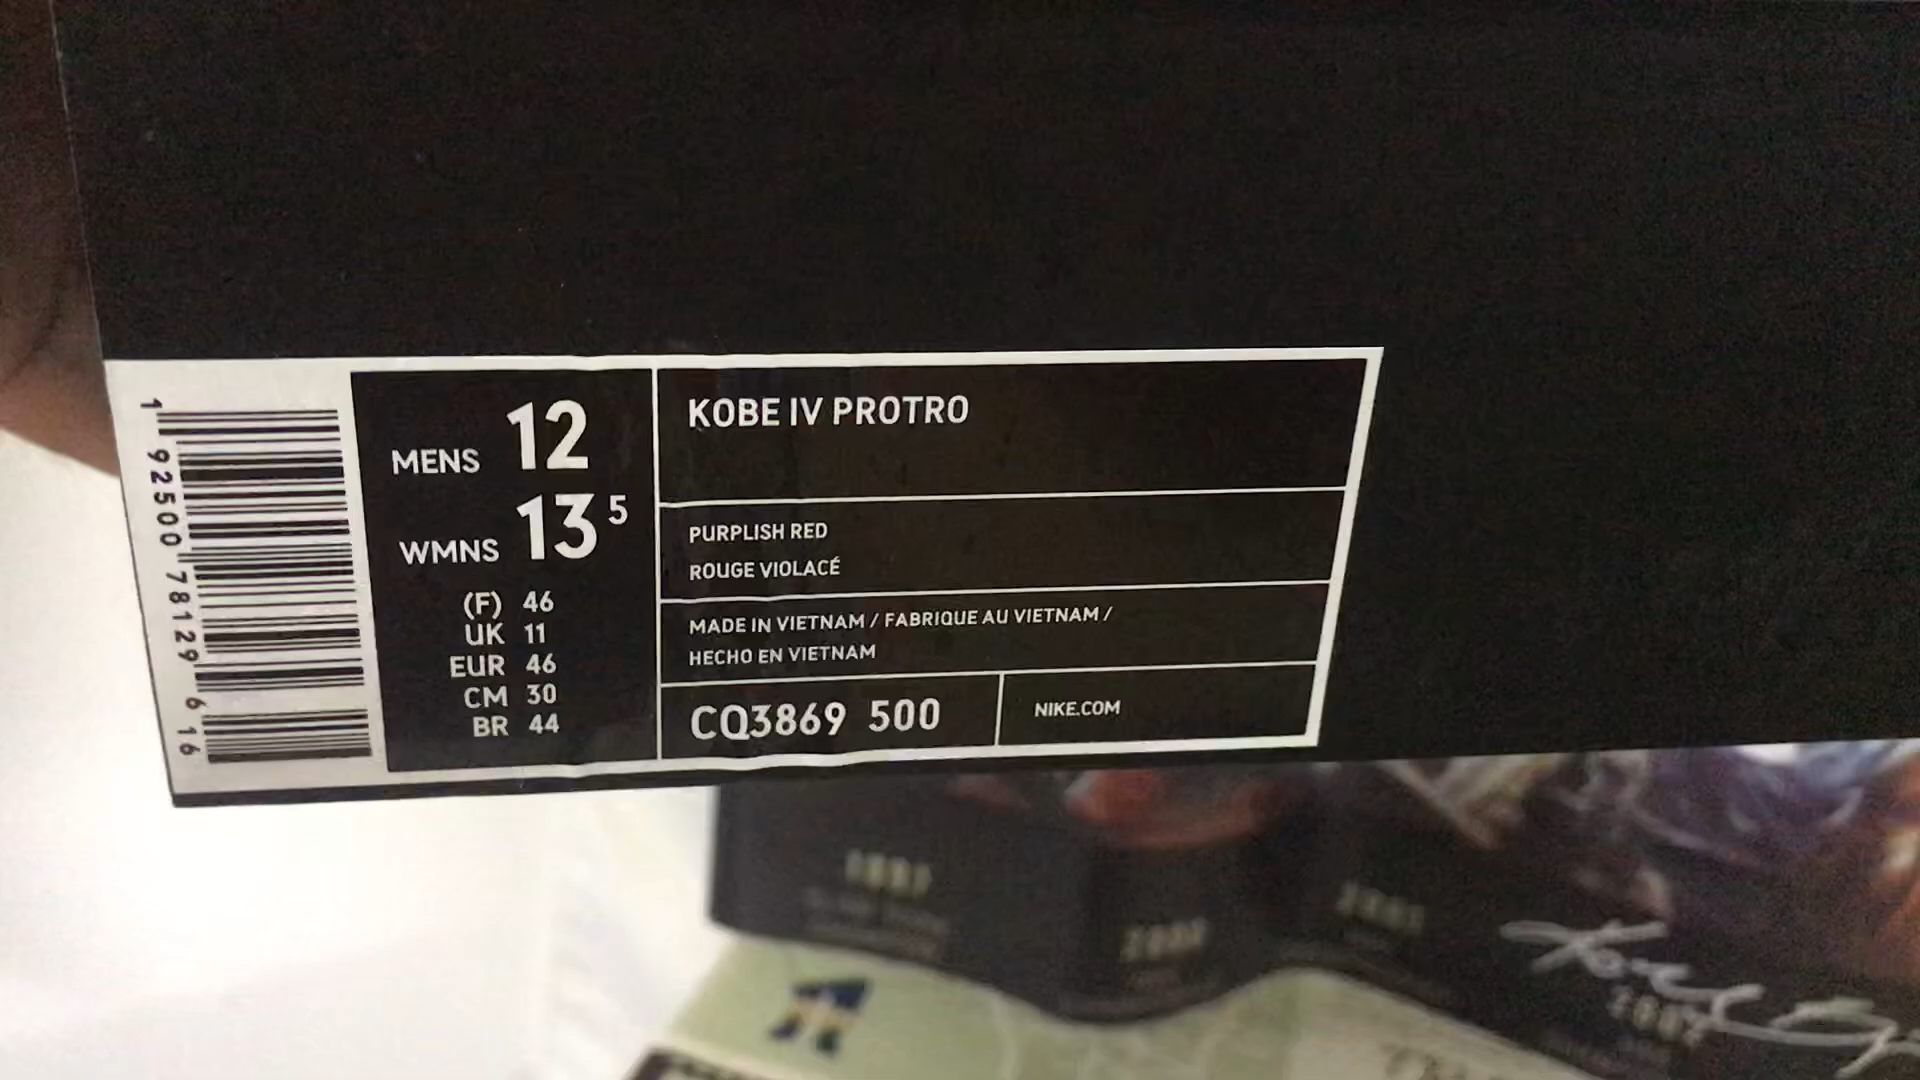 1 92500 78129 6 16
MENS 12
WMNS 13 5
(F) 46
UK 11
EUR 46
CM 30
BR 44
KOBE IV PROTRO
PURPLISH RED
ROUGE VIOLACÉ
MADE IN VIETNAM / FABRIQUE AU VIETNAM /
HECHO EN VIETNAM
CQ3869 500
NIKE.COM